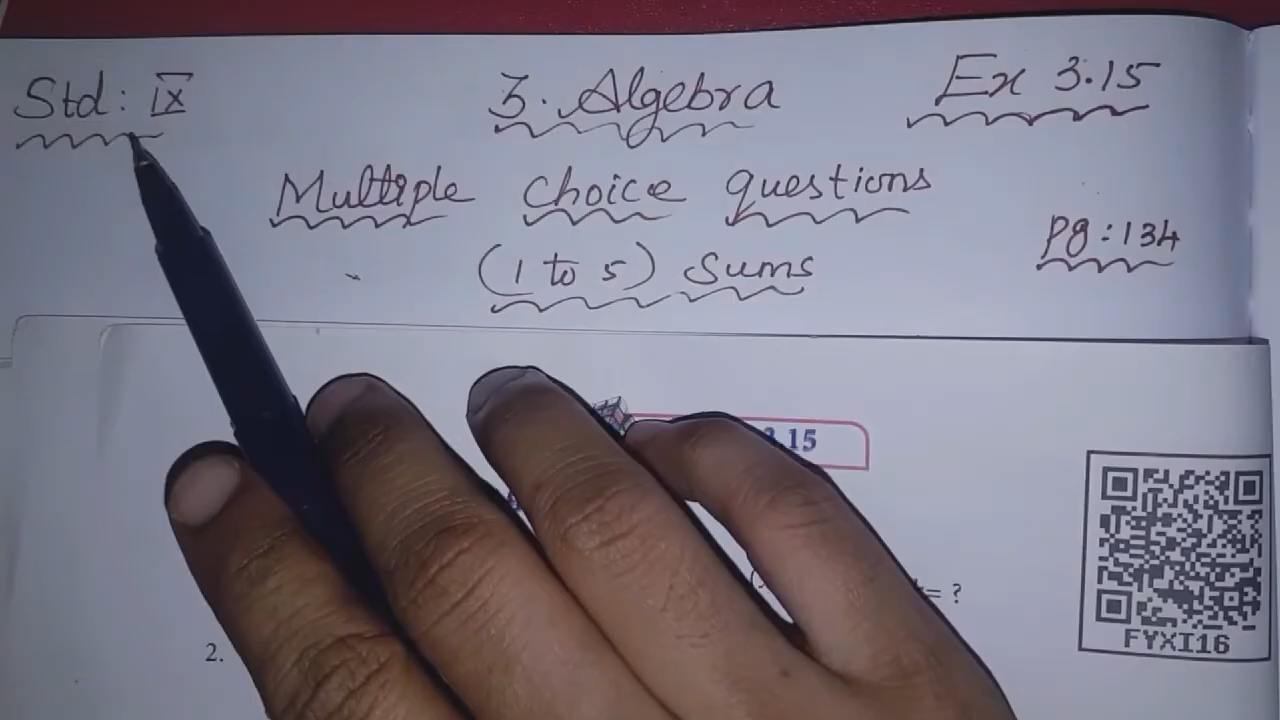 Std: IX 3. Algebra Ex 3.15
Multiple choice questions
Pg: 134
(1 to 5) Sums
3.15
= ?
FYXI16
2.